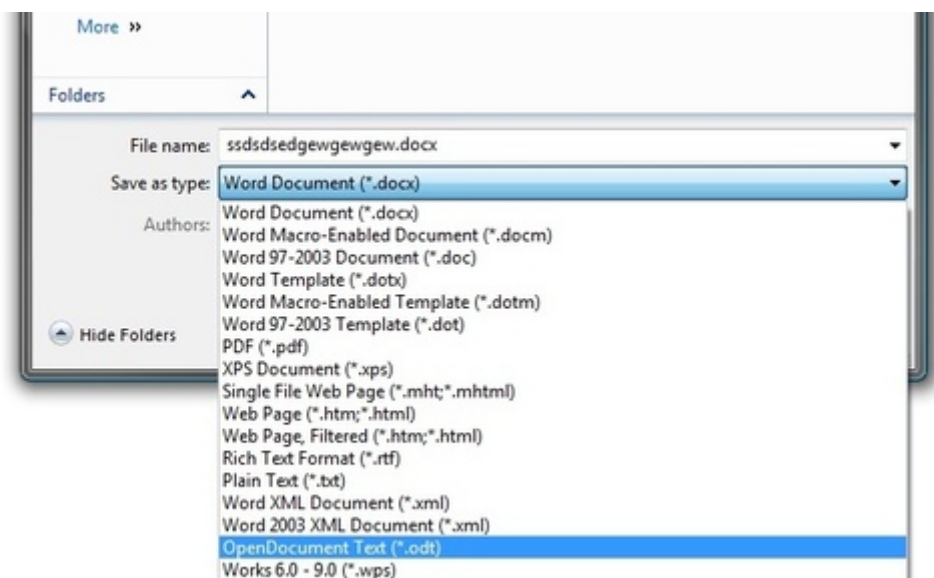 More »
Folders
File name: ssdsdsedgewgewgew.docx
Save as type: Word Document (*.docx)
Authors:
Word Document (*.docx)
Word Macro-Enabled Document (*.docm)
Word 97-2003 Document (*.doc)
Word Template (*.dotx)
Word Macro-Enabled Template (*.dotm)
Word 97-2003 Template (*.dot)
Hide Folders
PDF (*.pdf)
XPS Document (*.xps)
Single File Web Page (*.mht;*.mhtml)
Web Page (*.htm;*.html)
Web Page, Filtered (*.htm;*.html)
Rich Text Format (*.rtf)
Plain Text (*.txt)
Word XML Document (*.xml)
Word 2003 XML Document (*.xml)
OpenDocument Text (*.odt)
Works 6.0 - 9.0 (*.wps)